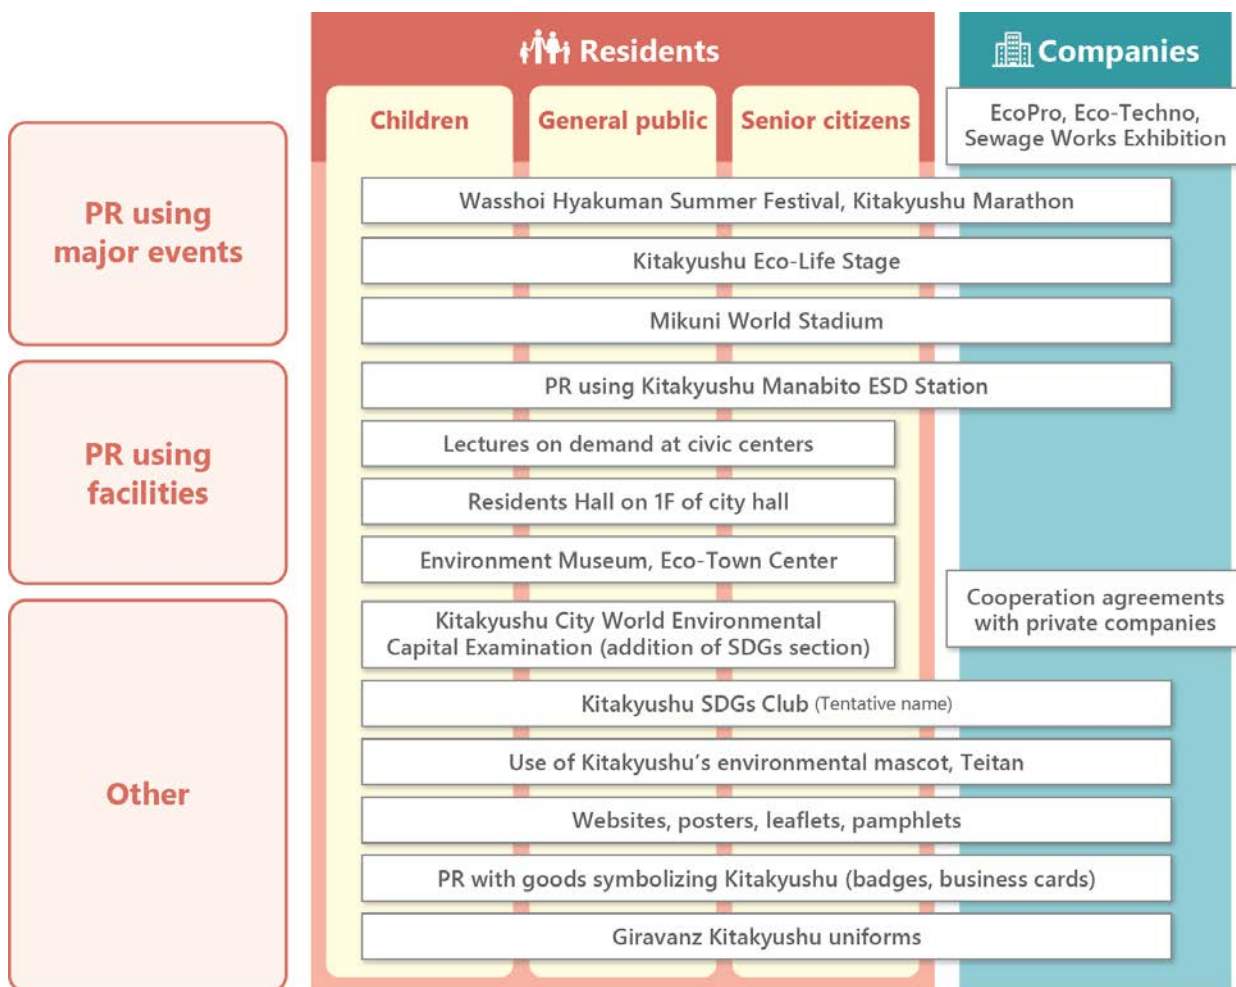 Residents
Companies
Children
General public
Senior citizens
EcoPro, Eco-Techno,
Sewage Works Exhibition
PR using
major events
Wasshoi Hyakuman Summer Festival, Kitakyushu Marathon
Kitakyushu Eco-Life Stage
Mikuni World Stadium
PR using
facilities
PR using Kitakyushu Manabito ESD Station
Lectures on demand at civic centers
Residents Hall on 1F of city hall
Environment Museum, Eco-Town Center
Cooperation agreements
with private companies
Other
Kitakyushu City World Environmental
Capital Examination (addition of SDGs section)
Kitakyushu SDGs Club (Tentative name)
Use of Kitakyushu’s environmental mascot, Teitan
Websites, posters, leaflets, pamphlets
PR with goods symbolizing Kitakyushu (badges, business cards)
Giravanz Kitakyushu uniforms